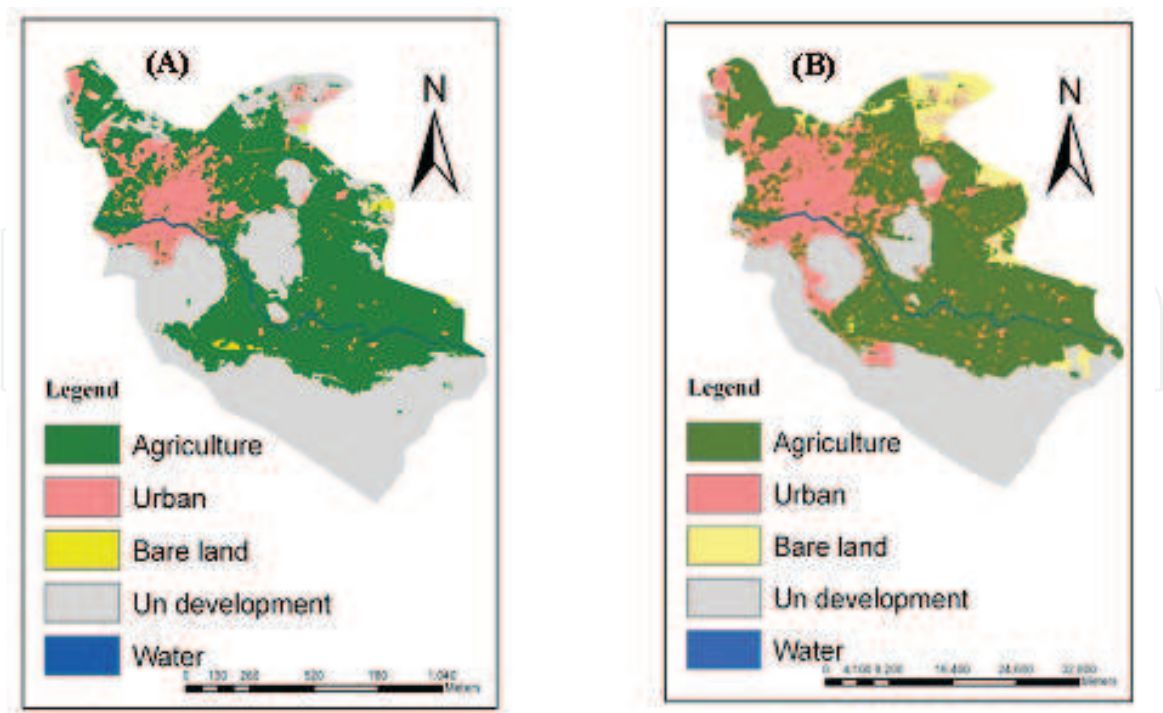 (A)
N
Legend
Agriculture
Urban
Bare land
Un development
Water
0 130 260 520 780 1,040
Meters
(B)
N
Legend
Agriculture
Urban
Bare land
Un development
Water
0 4,100 8,200 16,400 24,600 32,800
Meters